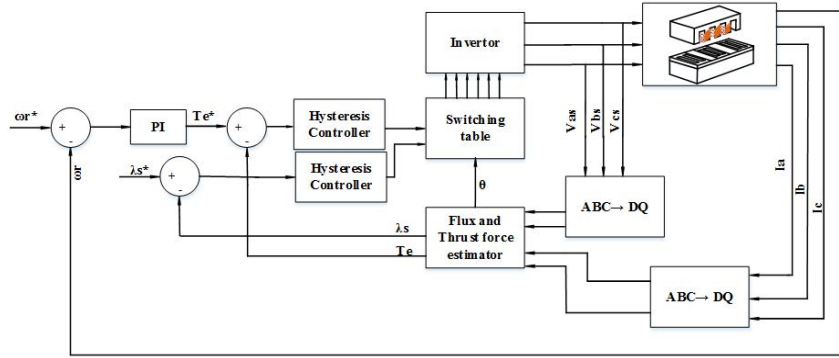 Invertor
ωr*
+
-
PI
Te*
+
-
Hysteresis
Controller
Switching
table
Vas
Vbs
Vcs
ωr
λs*
+
-
Hysteresis
Controller
θ
Ia
Ib
Ic
ABC→ DQ
λs
Te
Flux and
Thrust force
estimator
ABC→ DQ